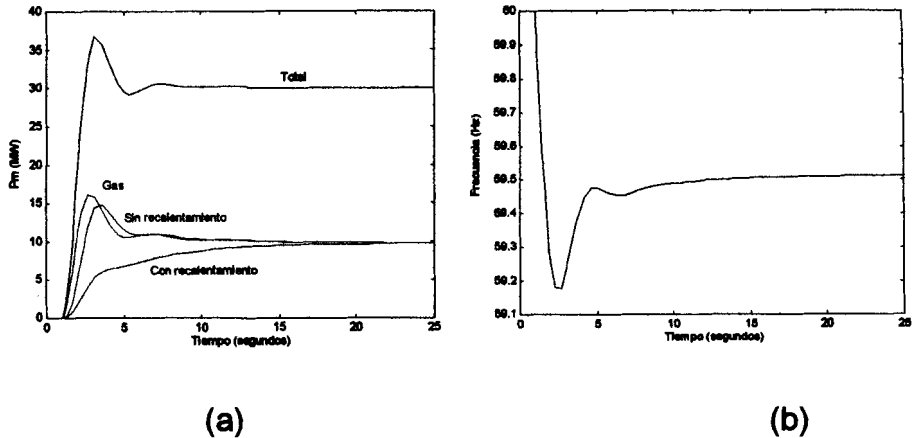 40
35
30
25
20
15
10
5
0
Pm (MW)
Total
Gas
Sin recalentamiento
Con recalentamiento
0 5 10 15 20 25
Tiempo (segundos)
(a)
60
59.9
59.8
59.7
59.6
59.5
59.4
59.3
59.2
59.1
Frecuencia (Hz)
0 5 10 15 20 25
Tiempo (segundos)
(b)